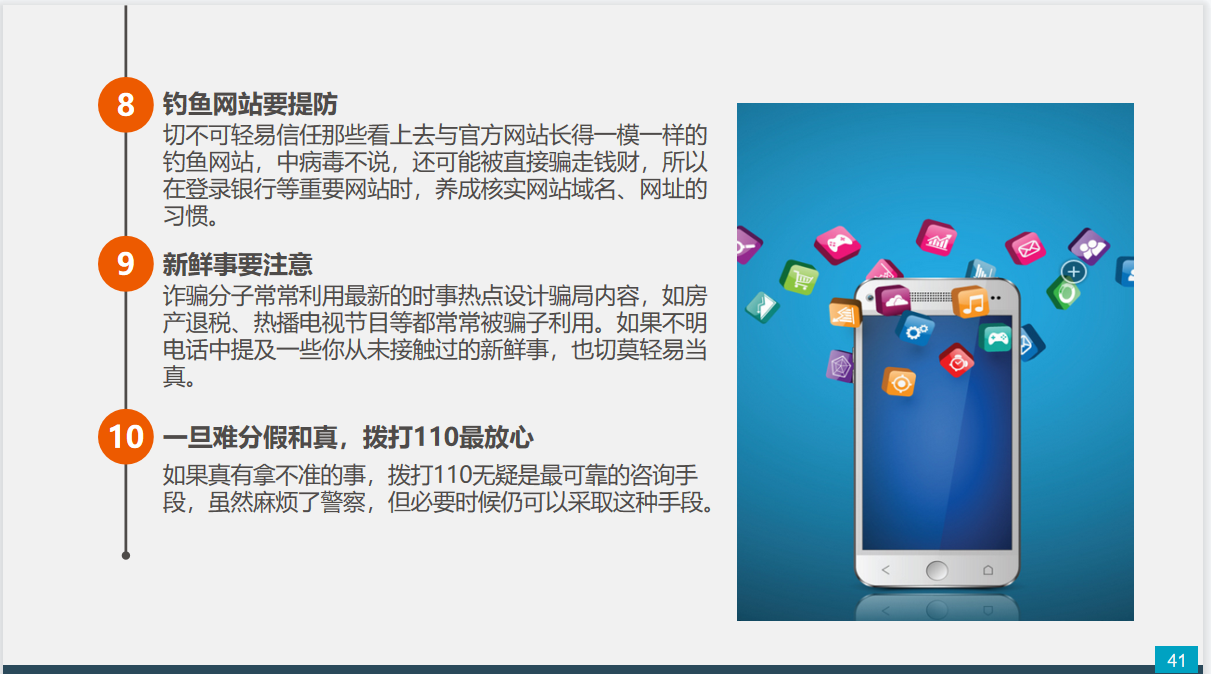 8
钓鱼网站要提防
切不可轻易信任那些看上去与官方网站长得一模一样的
钓鱼网站，中病毒不说，还可能被直接骗走钱财，所以
在登录银行等重要网站时，养成核实网站域名、网址的
习惯。
9
新鲜事要注意
诈骗分子常常利用最新的时事热点设计骗局内容，如房
产退税、热播电视节目等都常常被骗子利用。如果不明
电话中提及一些你从未接触过的新鲜事，也切莫轻易当
真。
10
一旦难分假和真，拨打110最放心
如果真有拿不准的事，拨打110无疑是最可靠的咨询手
段，虽然麻烦了警察，但必要时候仍可以采取这种手段。
41